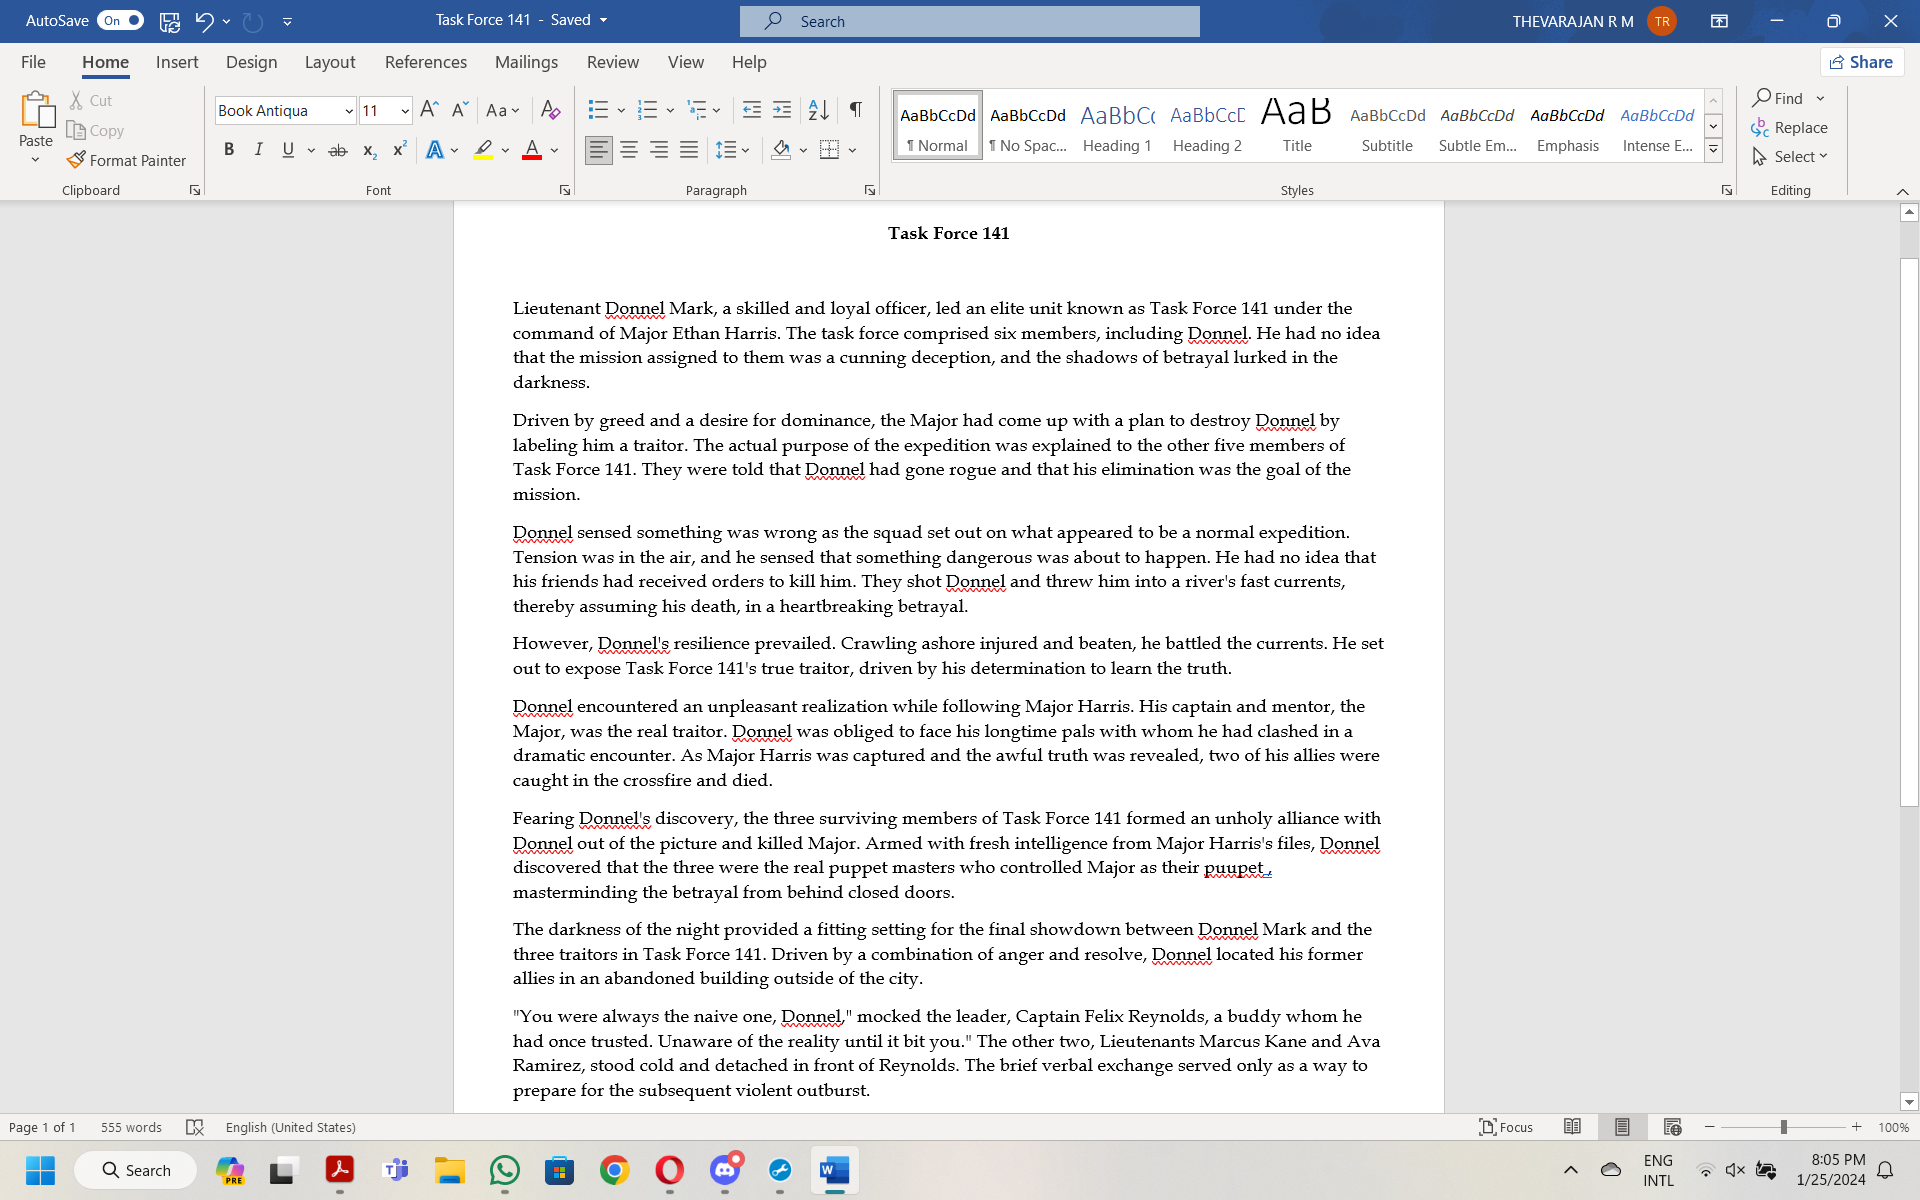 AutoSave On Task Force 141 - Saved Search THEVARAJAN R M TR
File Home Insert Design Layout References Mailings Review View Help Share
Paste Cut Copy Format Painter Clipboard
Book Antiqua 11 Aa
B I U ab x₂ x² A A Font
Paragraph
AaBbCcDd AaBbCcDd AaBbCc AaBbCcD AaB AaBbCcDd AaBbCcDd AaBbCcDd AaBbCcDd
¶ Normal ¶ No Spac... Heading 1 Heading 2 Title Subtitle Subtle Em... Emphasis Intense E...
Styles
Find
Replace
Select
Editing
Task Force 141
Lieutenant Donnel Mark, a skilled and loyal officer, led an elite unit known as Task Force 141 under the
command of Major Ethan Harris. The task force comprised six members, including Donnel. He had no idea
that the mission assigned to them was a cunning deception, and the shadows of betrayal lurked in the
darkness.
Driven by greed and a desire for dominance, the Major had come up with a plan to destroy Donnel by
labeling him a traitor. The actual purpose of the expedition was explained to the other five members of
Task Force 141. They were told that Donnel had gone rogue and that his elimination was the goal of the
mission.
Donnel sensed something was wrong as the squad set out on what appeared to be a normal expedition.
Tension was in the air, and he sensed that something dangerous was about to happen. He had no idea that
his friends had received orders to kill him. They shot Donnel and threw him into a river's fast currents,
thereby assuming his death, in a heartbreaking betrayal.
However, Donnel's resilience prevailed. Crawling ashore injured and beaten, he battled the currents. He set
out to expose Task Force 141's true traitor, driven by his determination to learn the truth.
Donnel encountered an unpleasant realization while following Major Harris. His captain and mentor, the
Major, was the real traitor. Donnel was obliged to face his longtime pals with whom he had clashed in a
dramatic encounter. As Major Harris was captured and the awful truth was revealed, two of his allies were
caught in the crossfire and died.
Fearing Donnel's discovery, the three surviving members of Task Force 141 formed an unholy alliance with
Donnel out of the picture and killed Major. Armed with fresh intelligence from Major Harris's files, Donnel
discovered that the three were the real puppet masters who controlled Major as their puupet ,
masterminding the betrayal from behind closed doors.
The darkness of the night provided a fitting setting for the final showdown between Donnel Mark and the
three traitors in Task Force 141. Driven by a combination of anger and resolve, Donnel located his former
allies in an abandoned building outside of the city.
"You were always the naive one, Donnel," mocked the leader, Captain Felix Reynolds, a buddy whom he
had once trusted. Unaware of the reality until it bit you." The other two, Lieutenants Marcus Kane and Ava
Ramirez, stood cold and detached in front of Reynolds. The brief verbal exchange served only as a way to
prepare for the subsequent violent outburst.
Page 1 of 1 555 words English (United States) Focus 100%
Search PRE ENG INTL 8:05 PM 1/25/2024